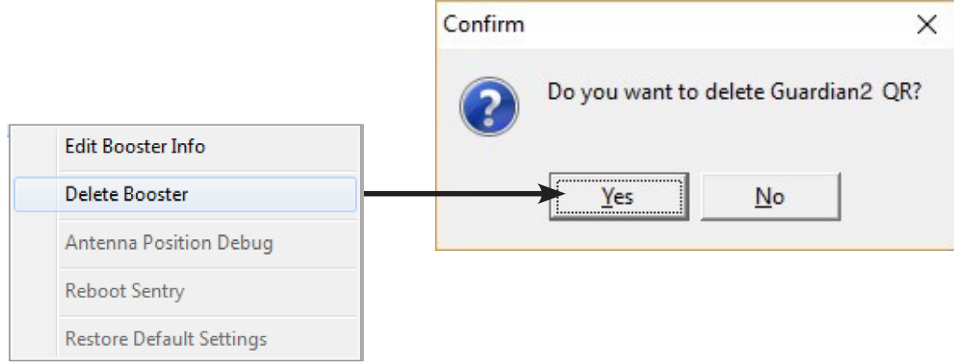 Confirm
Do you want to delete Guardian2 QR?
Yes
No
Edit Booster Info
Delete Booster
Antenna Position Debug
Reboot Sentry
Restore Default Settings